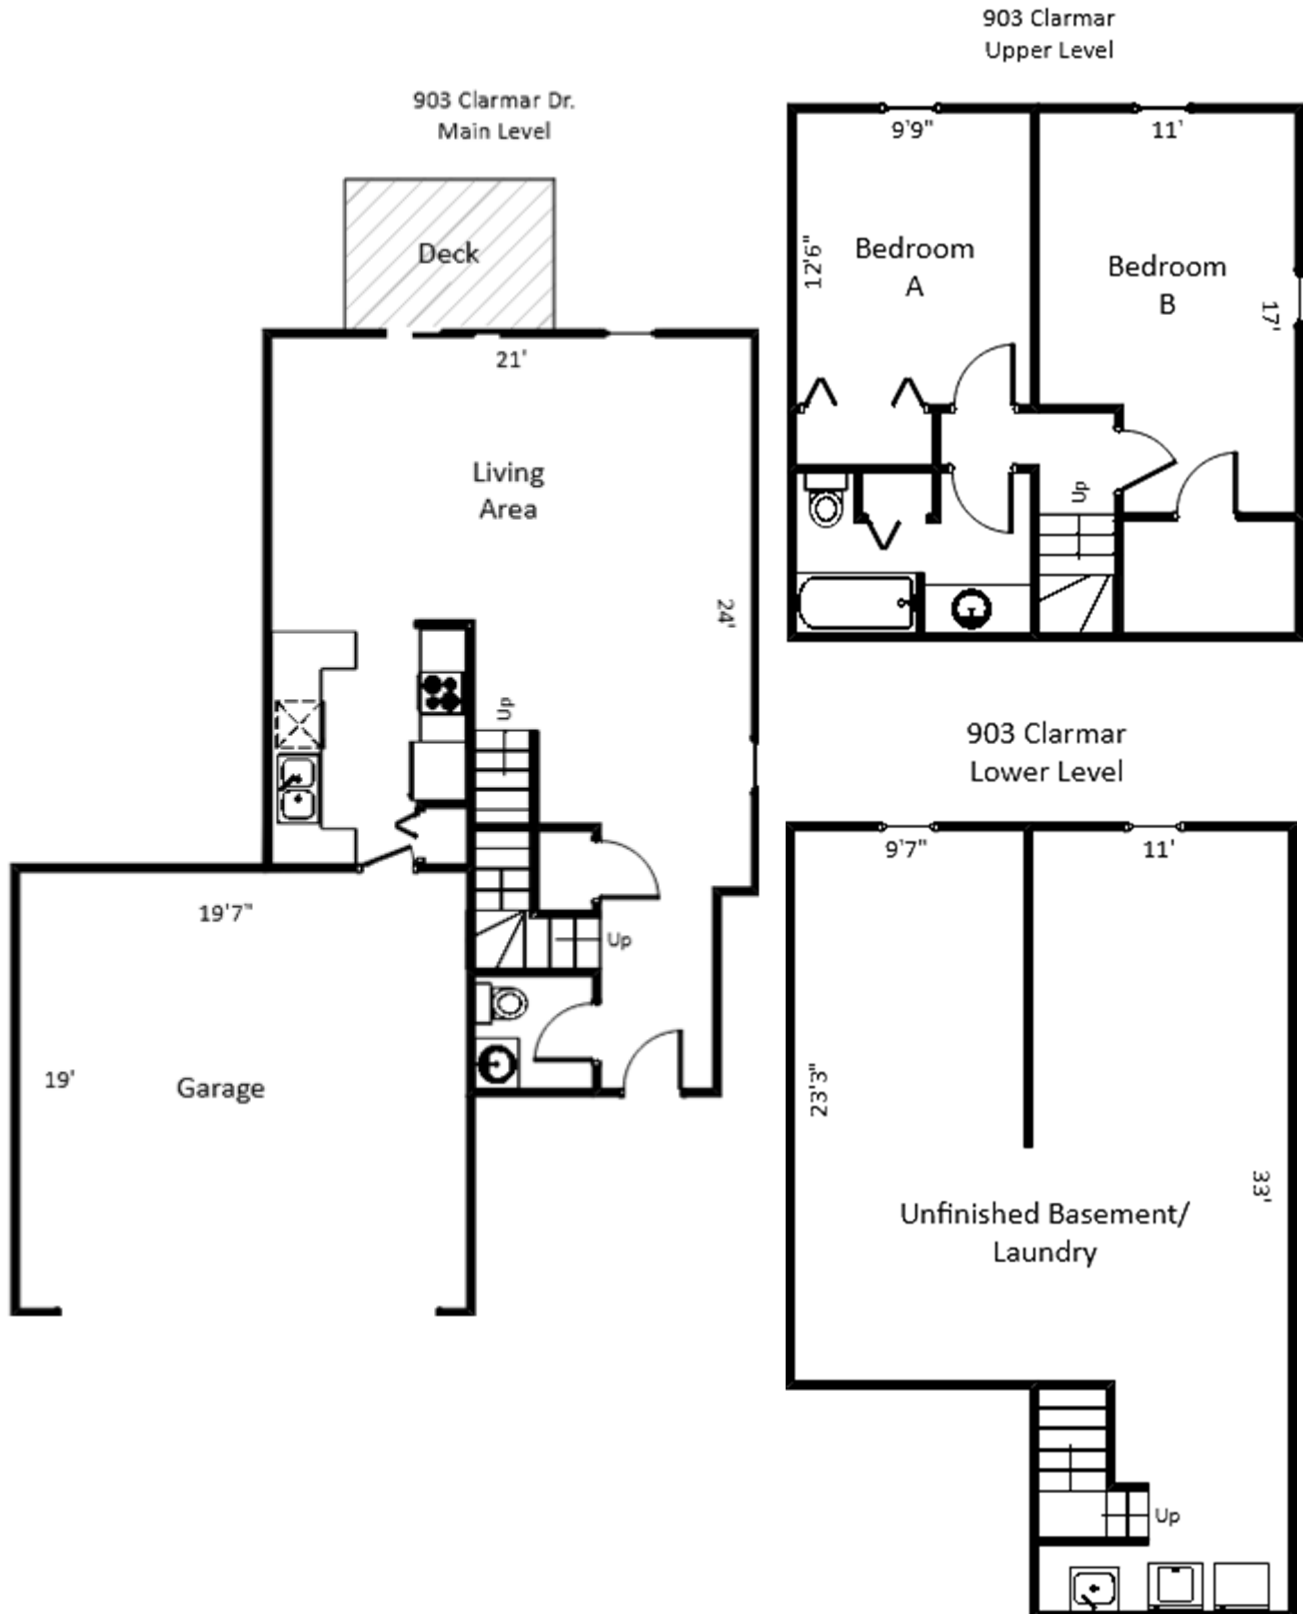 903 Clarmar Dr.
Main Level
Deck
21'
Living
Area
24'
Up
19'7"
Up
19'
Garage
903 Clarmar
Upper Level
9'9"
11'
12'6"
Bedroom
A
Bedroom
B
17'
Up
903 Clarmar
Lower Level
9'7"
11'
23'3"
33'
Unfinished Basement/
Laundry
Up